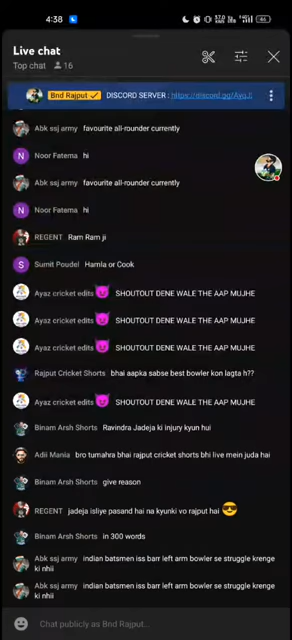 4:38
46
Live chat
Top chat 16
Bnd Rajput DISCORD SERVER : https://discord.gg/AyqJ
Abk ssj army favourite all-rounder currently
N Noor Fatema hi
Abk ssj army favourite all-rounder currently
N Noor Fatema hi
REGENT Ram Ram ji
S Sumit Poudel Hamla or Cook
Ayaz cricket edits😈 SHOUTOUT DENE WALE THE AAP MUJHE
Ayaz cricket edits😈 SHOUTOUT DENE WALE THE AAP MUJHE
Ayaz cricket edits😈 SHOUTOUT DENE WALE THE AAP MUJHE
Rajput Cricket Shorts bhai aapka sabse best bowler kon lagta h??
Ayaz cricket edits😈 SHOUTOUT DENE WALE THE AAP MUJHE
Binam Arsh Shorts Ravindra Jadeja ki injury kyun hui
Adii Mania bro tumahra bhai rajput cricket shorts bhi live mein juda hai
Binam Arsh Shorts give reason
REGENT jadeja isliye pasand hai na kyunki vo rajput hai 😎
Binam Arsh Shorts in 300 words
Abk ssj army indian batsmen iss barr left arm bowler se struggle krenge
ki nhii
Abk ssj army indian batsmen iss barr left arm bowler se struggle krenge
ki nhii
Chat publicly as Bnd Rajput...